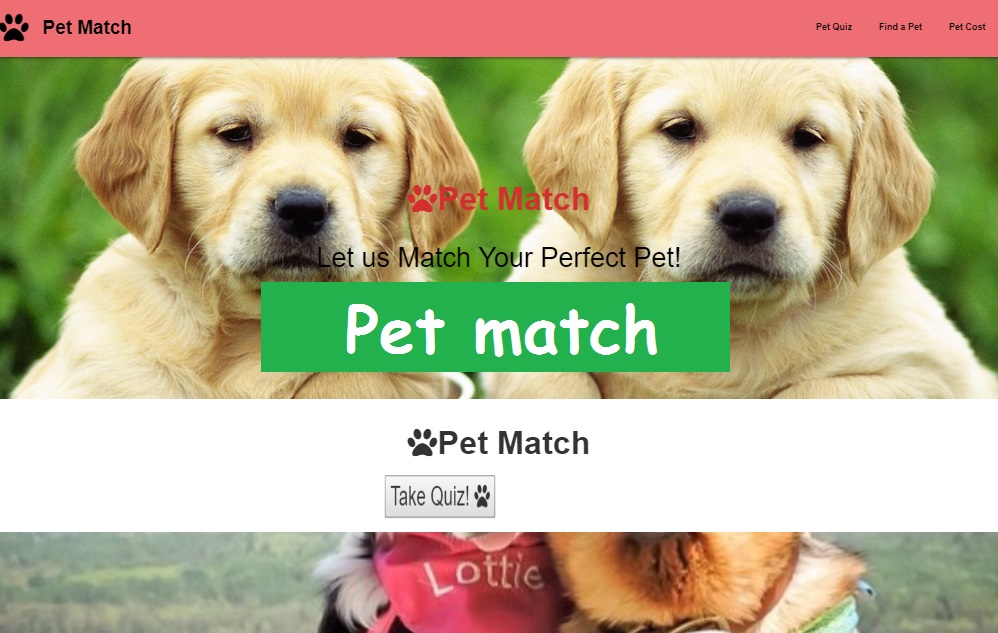 Pet Match
Pet Quiz Find a Pet Pet Cost
Pet Match
Let us Match Your Perfect Pet!
Pet match
Pet Match
Take Quiz!
Lottie